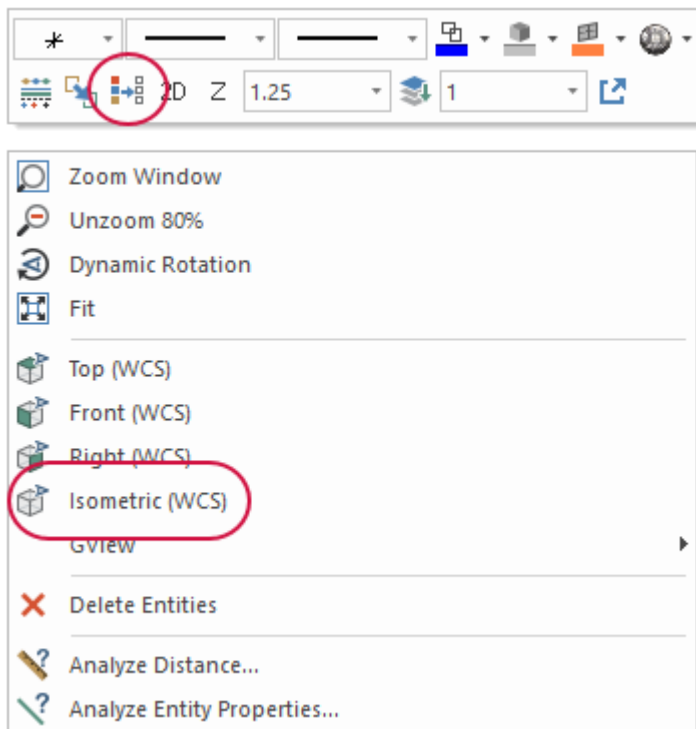 2D Z 1.25 1
Zoom Window
Unzoom 80%
Dynamic Rotation
Fit
Top (WCS)
Front (WCS)
Right (WCS)
Isometric (WCS)
GView
Delete Entities
Analyze Distance...
Analyze Entity Properties...